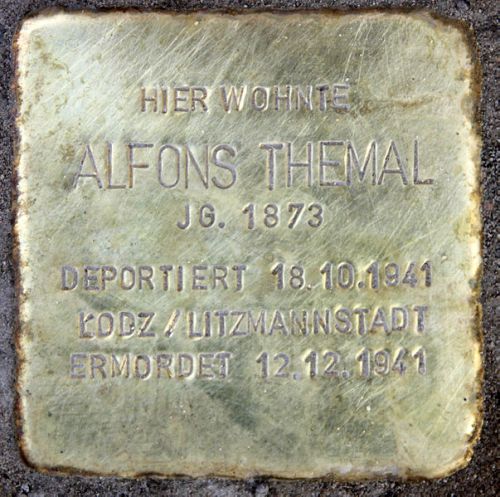 HIER WOHNTE
ALFONS THEMAL
JG. 1873
DEPORTIERT 18.10.1941
ŁODZ / LITZMANNSTADT
ERMORDET 12.12.1941